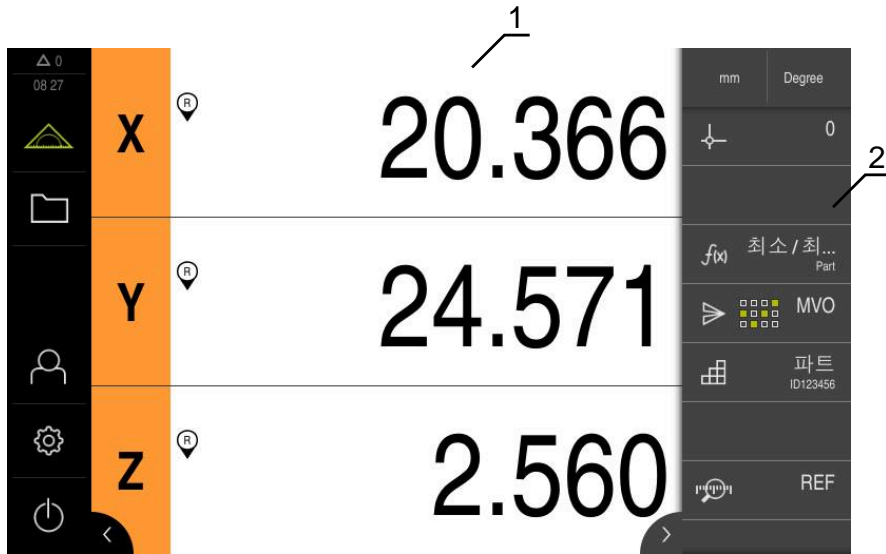 1
△ 0
08 27
mm Degree
X
R
20.366
0
2
최소/최...
f(x)
Part
Y
R
24.571
MVO
파트
ID123456
Z
R
2.560
REF